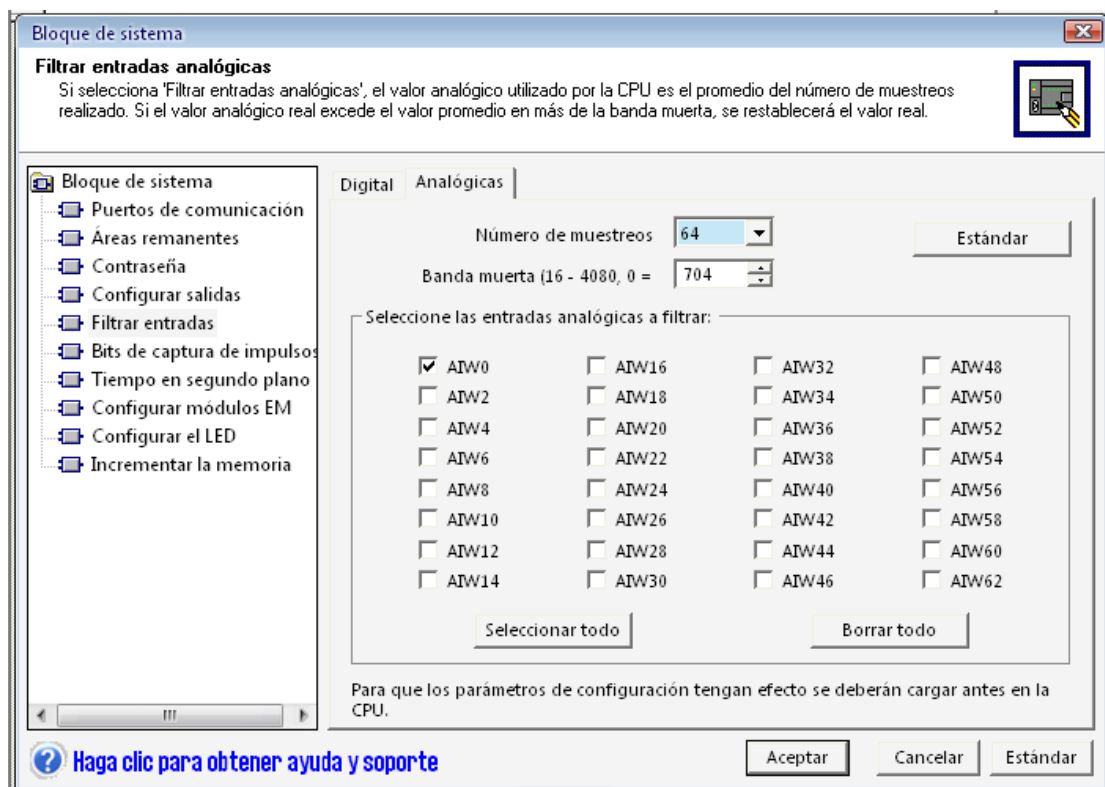 Bloque de sistema
Filtrar entradas analógicas
Si selecciona 'Filtrar entradas analógicas', el valor analógico utilizado por la CPU es el promedio del número de muestreos
realizado. Si el valor analógico real excede el valor promedio en más de la banda muerta, se restablecerá el valor real.
Bloque de sistema
Puertos de comunicación
Áreas remanentes
Contraseña
Configurar salidas
Filtrar entradas
Bits de captura de impulsos
Tiempo en segundo plano
Configurar módulos EM
Configurar el LED
Incrementar la memoria
Digital Analógicas
Número de muestreos 64 Estándar
Banda muerta (16 - 4080, 0 = 704
Seleccione las entradas analógicas a filtrar:
AIW0 AIW16 AIW32 AIW48
AIW2 AIW18 AIW34 AIW50
AIW4 AIW20 AIW36 AIW52
AIW6 AIW22 AIW38 AIW54
AIW8 AIW24 AIW40 AIW56
AIW10 AIW26 AIW42 AIW58
AIW12 AIW28 AIW44 AIW60
AIW14 AIW30 AIW46 AIW62
Seleccionar todo Borrar todo
Para que los parámetros de configuración tengan efecto se deberán cargar antes en la
CPU.
Haga clic para obtener ayuda y soporte
Aceptar Cancelar Estándar